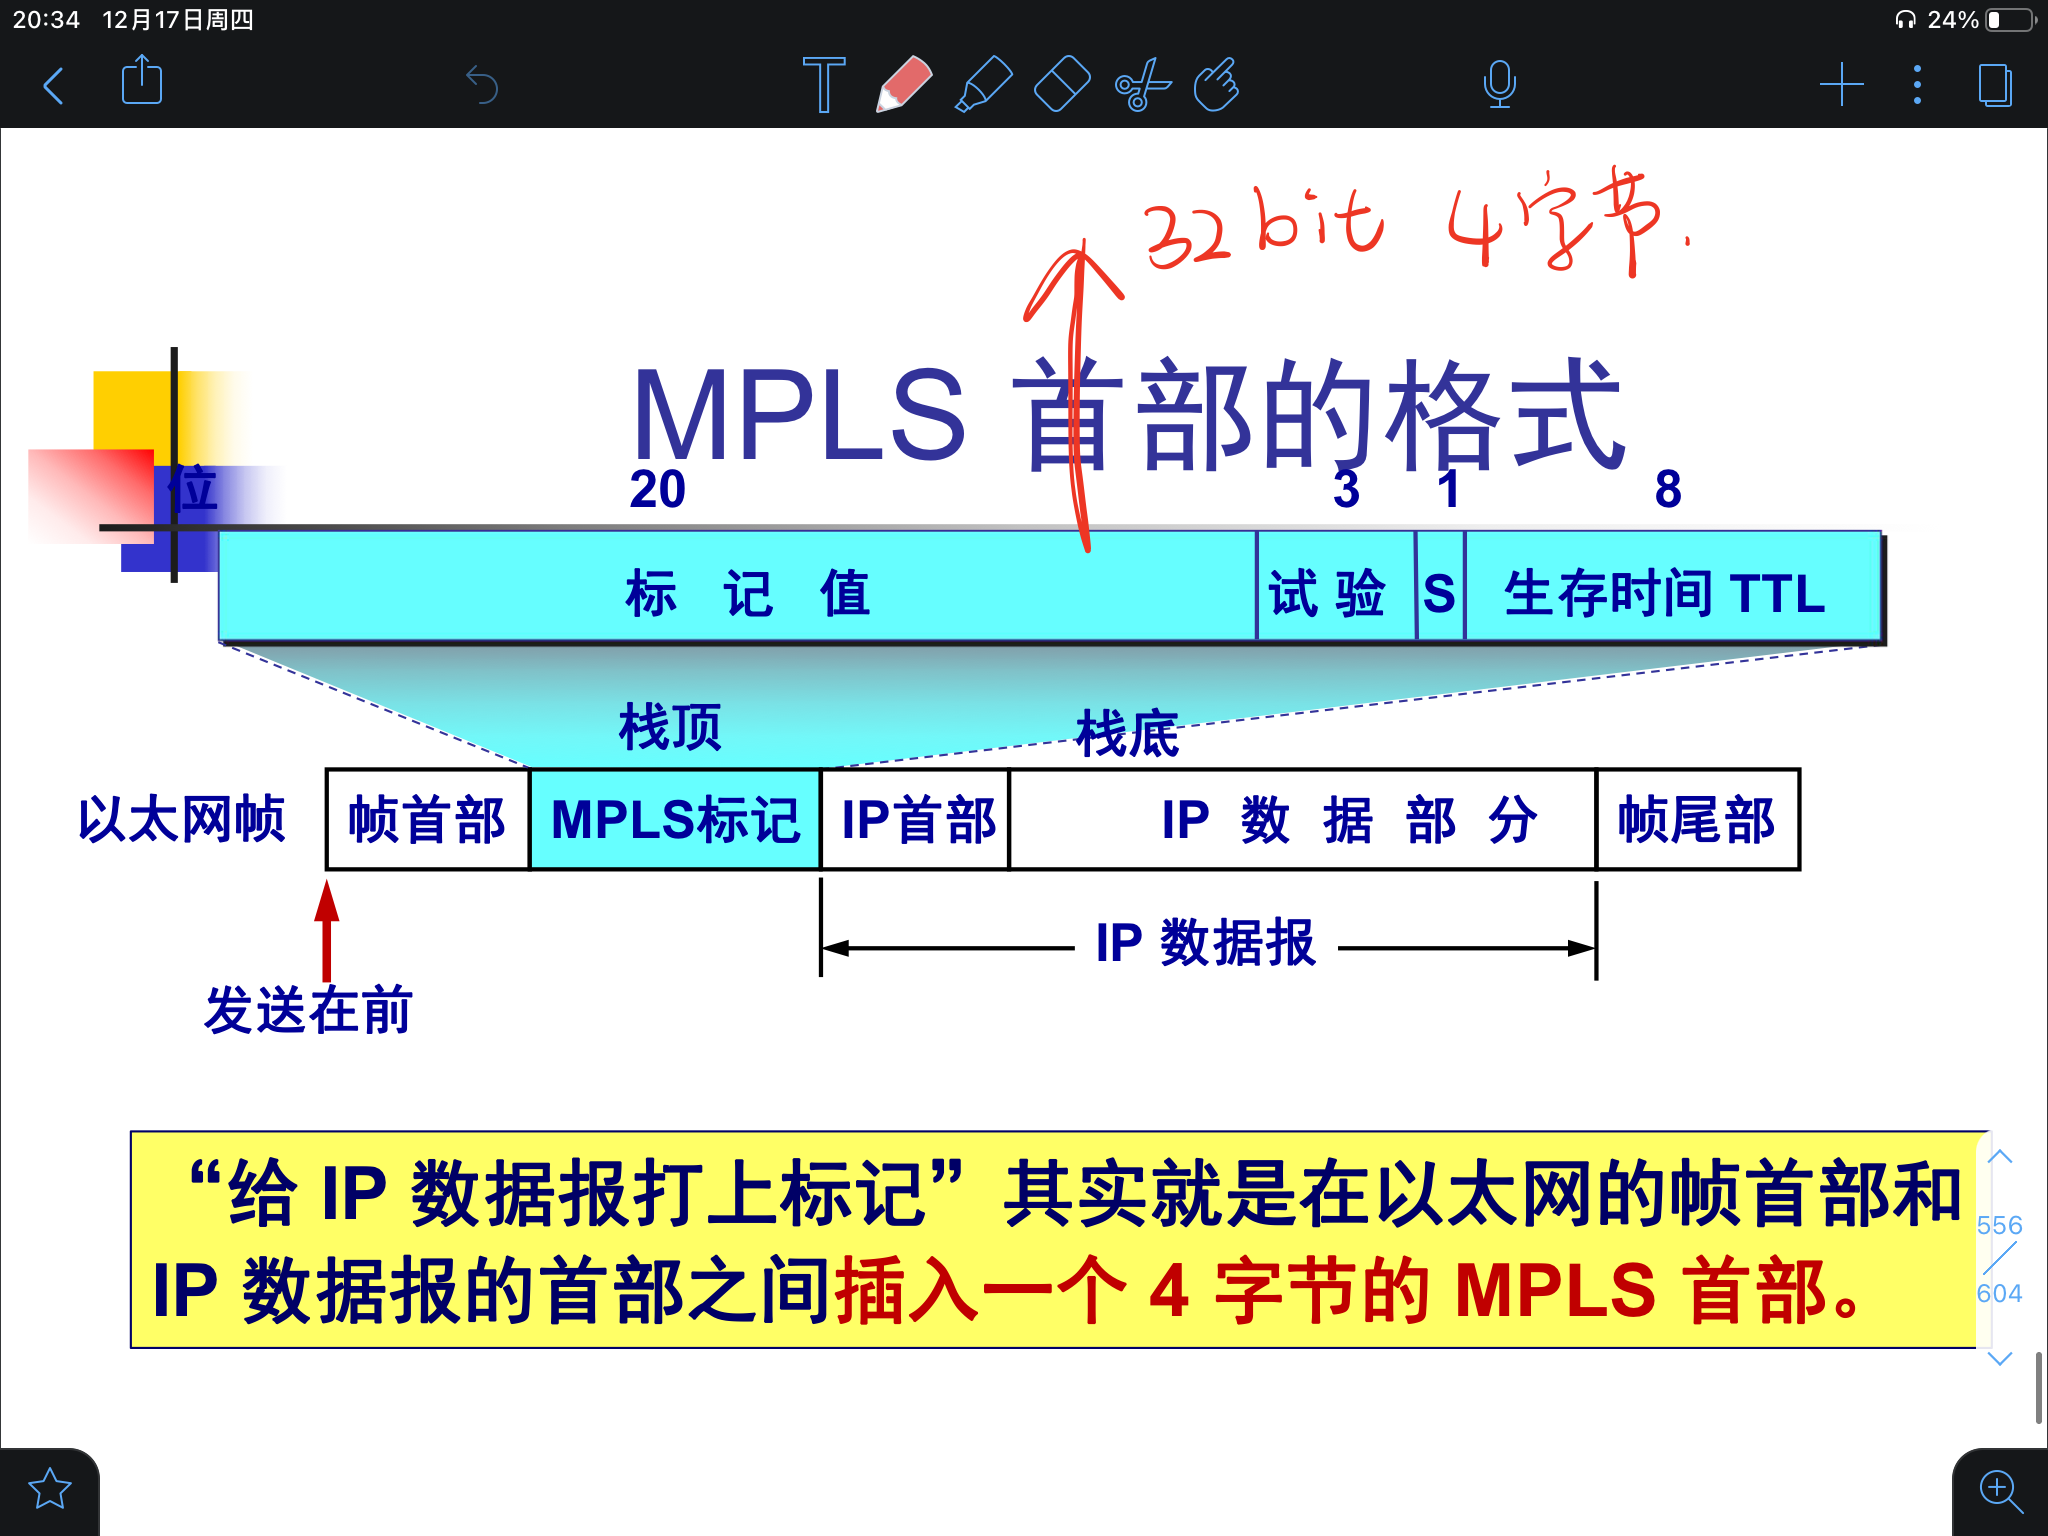 20:34 12月17日周四
24%
32bit 4字节.
MPLS 首部的格式
位 20 3 1 8
标 记 值 试 验 S 生存时间 TTL
栈顶 栈底
以太网帧 帧首部 MPLS标记 IP首部 IP 数 据 部 分 帧尾部
IP 数据报
发送在前
“给 IP 数据报打上标记”其实就是在以太网的帧首部和
IP 数据报的首部之间插入一个 4 字节的 MPLS 首部。
556
604